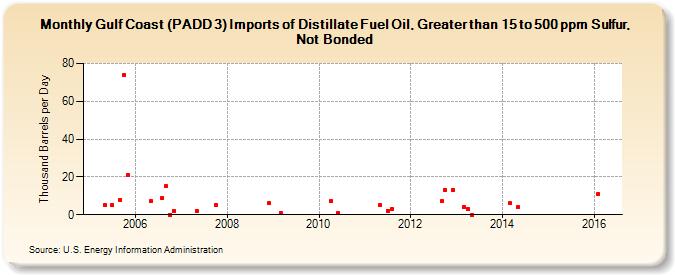 Monthly Gulf Coast (PADD 3) Imports of Distillate Fuel Oil, Greater than 15 to 500 ppm Sulfur,
Not Bonded
Thousand Barrels per Day
80
60
40
20
0
2006 2008 2010 2012 2014 2016
Source: U.S. Energy Information Administration